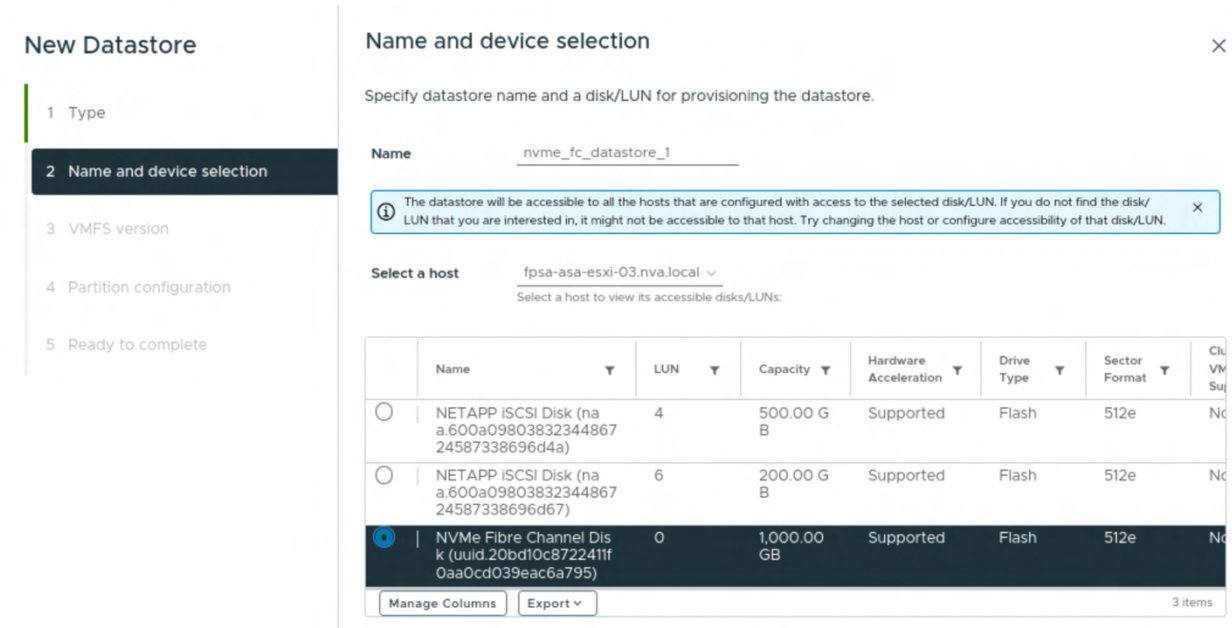 New Datastore
1 Type
2 Name and device selection
3 VMFS version
4 Partition configuration
5 Ready to complete
Name and device selection
Specify datastore name and a disk/LUN for provisioning the datastore.
Name nvme_fc_datastore_1
The datastore will be accessible to all the hosts that are configured with access to the selected disk/LUN. If you do not find the disk/
LUN that you are interested in, it might not be accessible to that host. Try changing the host or configure accessibility of that disk/LUN.
Select a host fpsa-asa-esxi-03.nva.local
Select a host to view its accessible disks/LUNs:
Name LUN Capacity Hardware Acceleration Drive Type Sector Format
NETAPP iSCSI Disk (na 4 500.00 G Supported Flash 512e
a.600a09803832344867 B
24587338696d4a)
NETAPP iSCSI Disk (na 6 200.00 G Supported Flash 512e
a.600a09803832344867 B
24587338696d67)
NVMe Fibre Channel Dis 0 1,000.00 Supported Flash 512e
k (uuid.20bd10c8722411f GB
0aa0cd039eac6a795)
Manage Columns Export 3 items